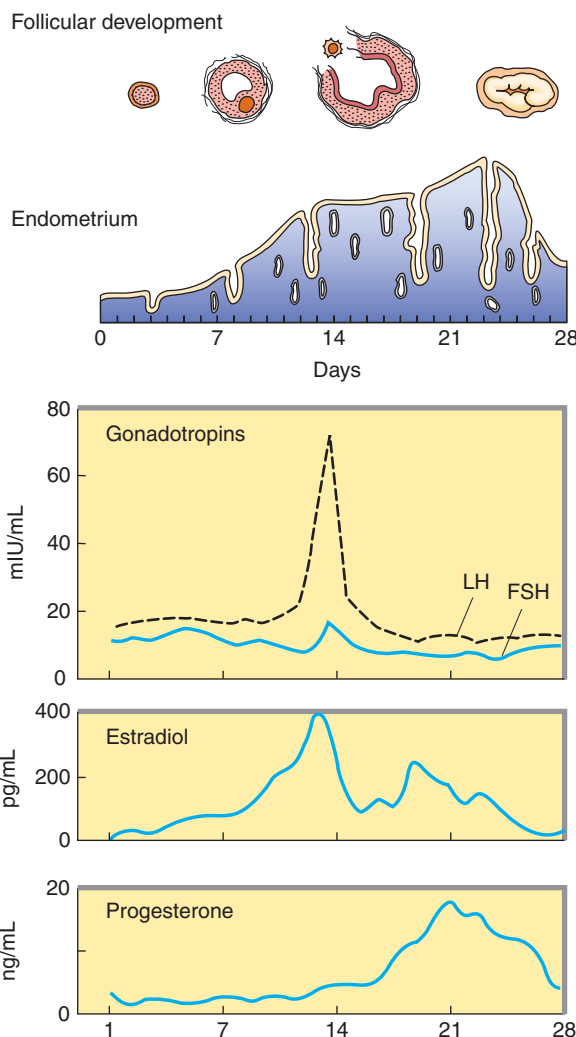 Follicular development
Endometrium
0 7 14 21 28
Days
80
Gonadotropins
60
mIU/mL
40
LH
FSH
20
0
400
Estradiol
pg/mL
200
0
20
Progesterone
ng/mL
10
0
1 7 14 21 28